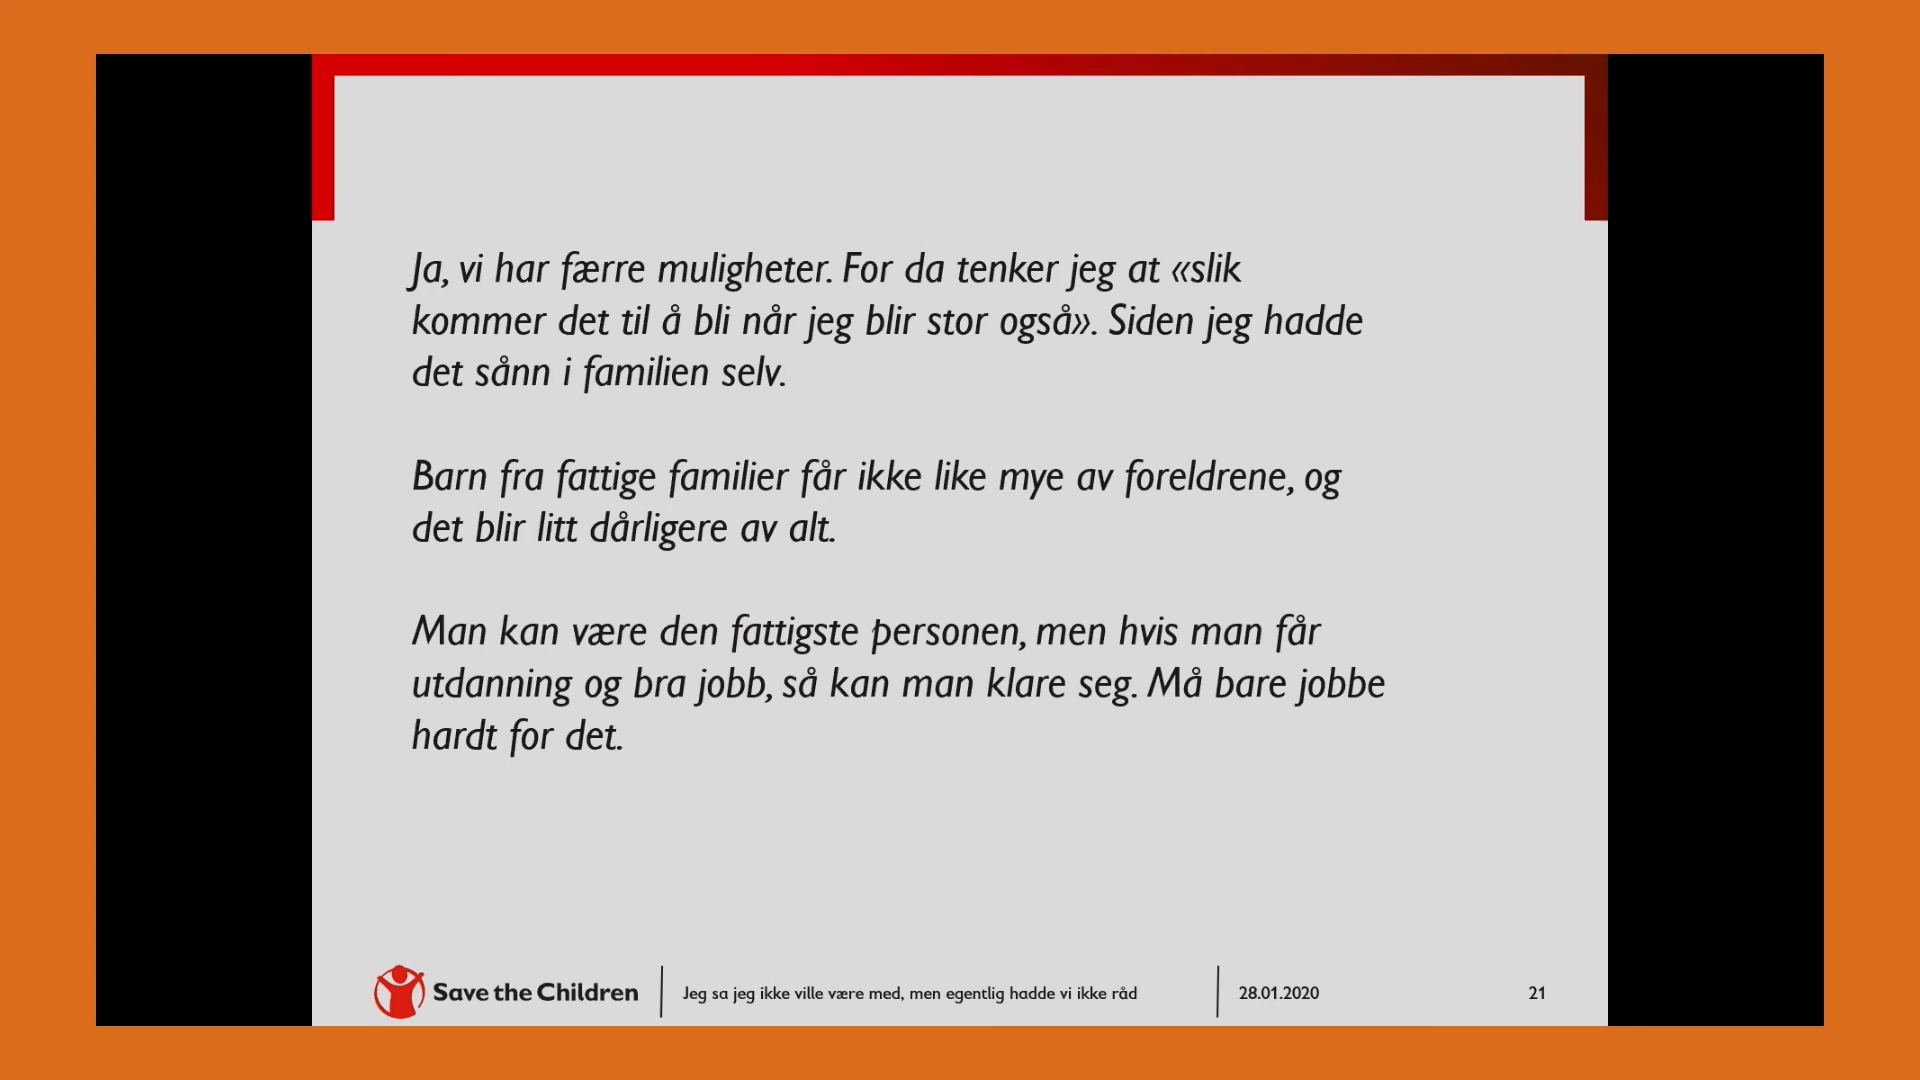 Ja, vi har færre muligheter. For da tenker jeg at «slik
kommer det til å bli når jeg blir stor også». Siden jeg hadde
det sånn i familien selv.
Barn fra fattige familier får ikke like mye av foreldrene, og
det blir litt dårligere av alt.
Man kan være den fattigste personen, men hvis man får
utdanning og bra jobb, så kan man klare seg. Må bare jobbe
hardt for det.
Save the Children
Jeg sa jeg ikke ville være med, men egentlig hadde vi ikke råd
28.01.2020
21